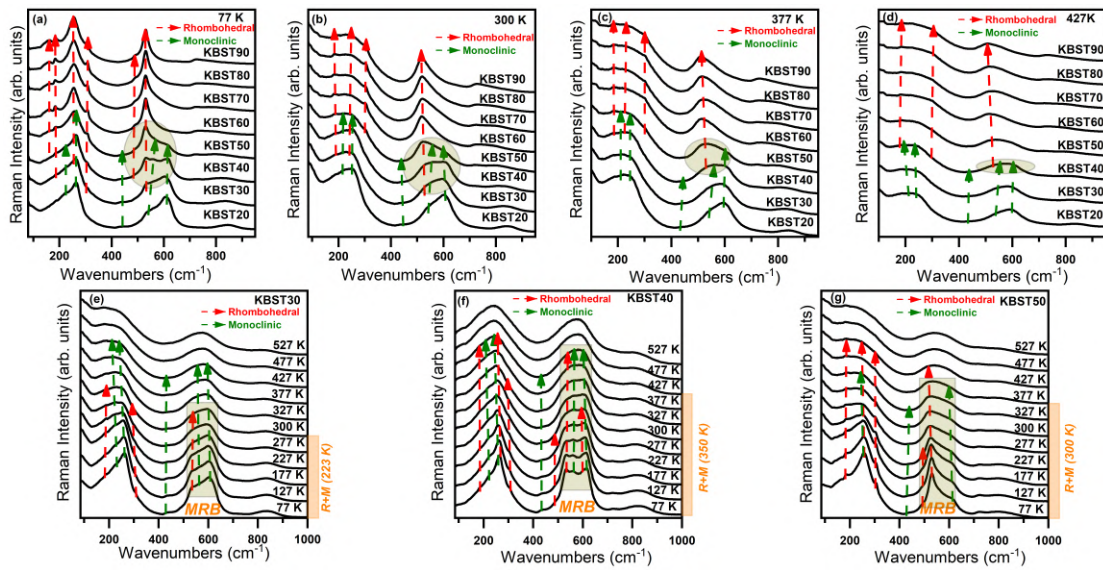 (a) 77 K
Rhombohedral
Monoclinic
KBST90
KBST80
KBST70
KBST60
KBST50
KBST40
KBST30
KBST20
200 400 600 800
Wavenumbers (cm-1)
Raman Intensity (arb. units)
(b) 300 K
Rhombohedral
Monoclinic
KBST90
KBST80
KBST70
KBST60
KBST50
KBST40
KBST30
KBST20
200 400 600 800
Wavenumbers (cm-1)
Raman Intensity (arb. units)
(c) 377 K
Rhombohedral
Monoclinic
KBST90
KBST80
KBST70
KBST60
KBST50
KBST40
KBST30
KBST20
200 400 600 800
Wavenumbers (cm-1)
Raman Intensity (arb. units)
(d) 427K
Rhombohedral
Monoclinic
KBST90
KBST80
KBST70
KBST60
KBST50
KBST40
KBST30
KBST20
200 400 600 800
Wavenumbers (cm-1)
Raman Intensity (arb. units)
(e) KBST30
Rhombohedral
Monoclinic
527 K
477 K
427 K
377 K
327 K
300 K
277 K
227 K
177 K
127 K
77 K
MRB
R+M (223 K)
200 400 600 800 1000
Wavenumbers (cm-1)
Raman Intensity (arb. units)
(f) KBST40
Rhombohedral
Monoclinic
527 K
477 K
427 K
377 K
327 K
300 K
277 K
227 K
177 K
127 K
77 K
MRB
R+M (350 K)
200 400 600 800 1000
Wavenumbers (cm-1)
Raman Intensity (arb. units)
(g) KBST50
Rhombohedral
Monoclinic
527 K
477 K
427 K
377 K
327 K
300 K
277 K
227 K
177 K
127 K
77 K
MRB
R+M (300 K)
200 400 600 800 1000
Wavenumbers (cm-1)
Raman Intensity (arb. units)